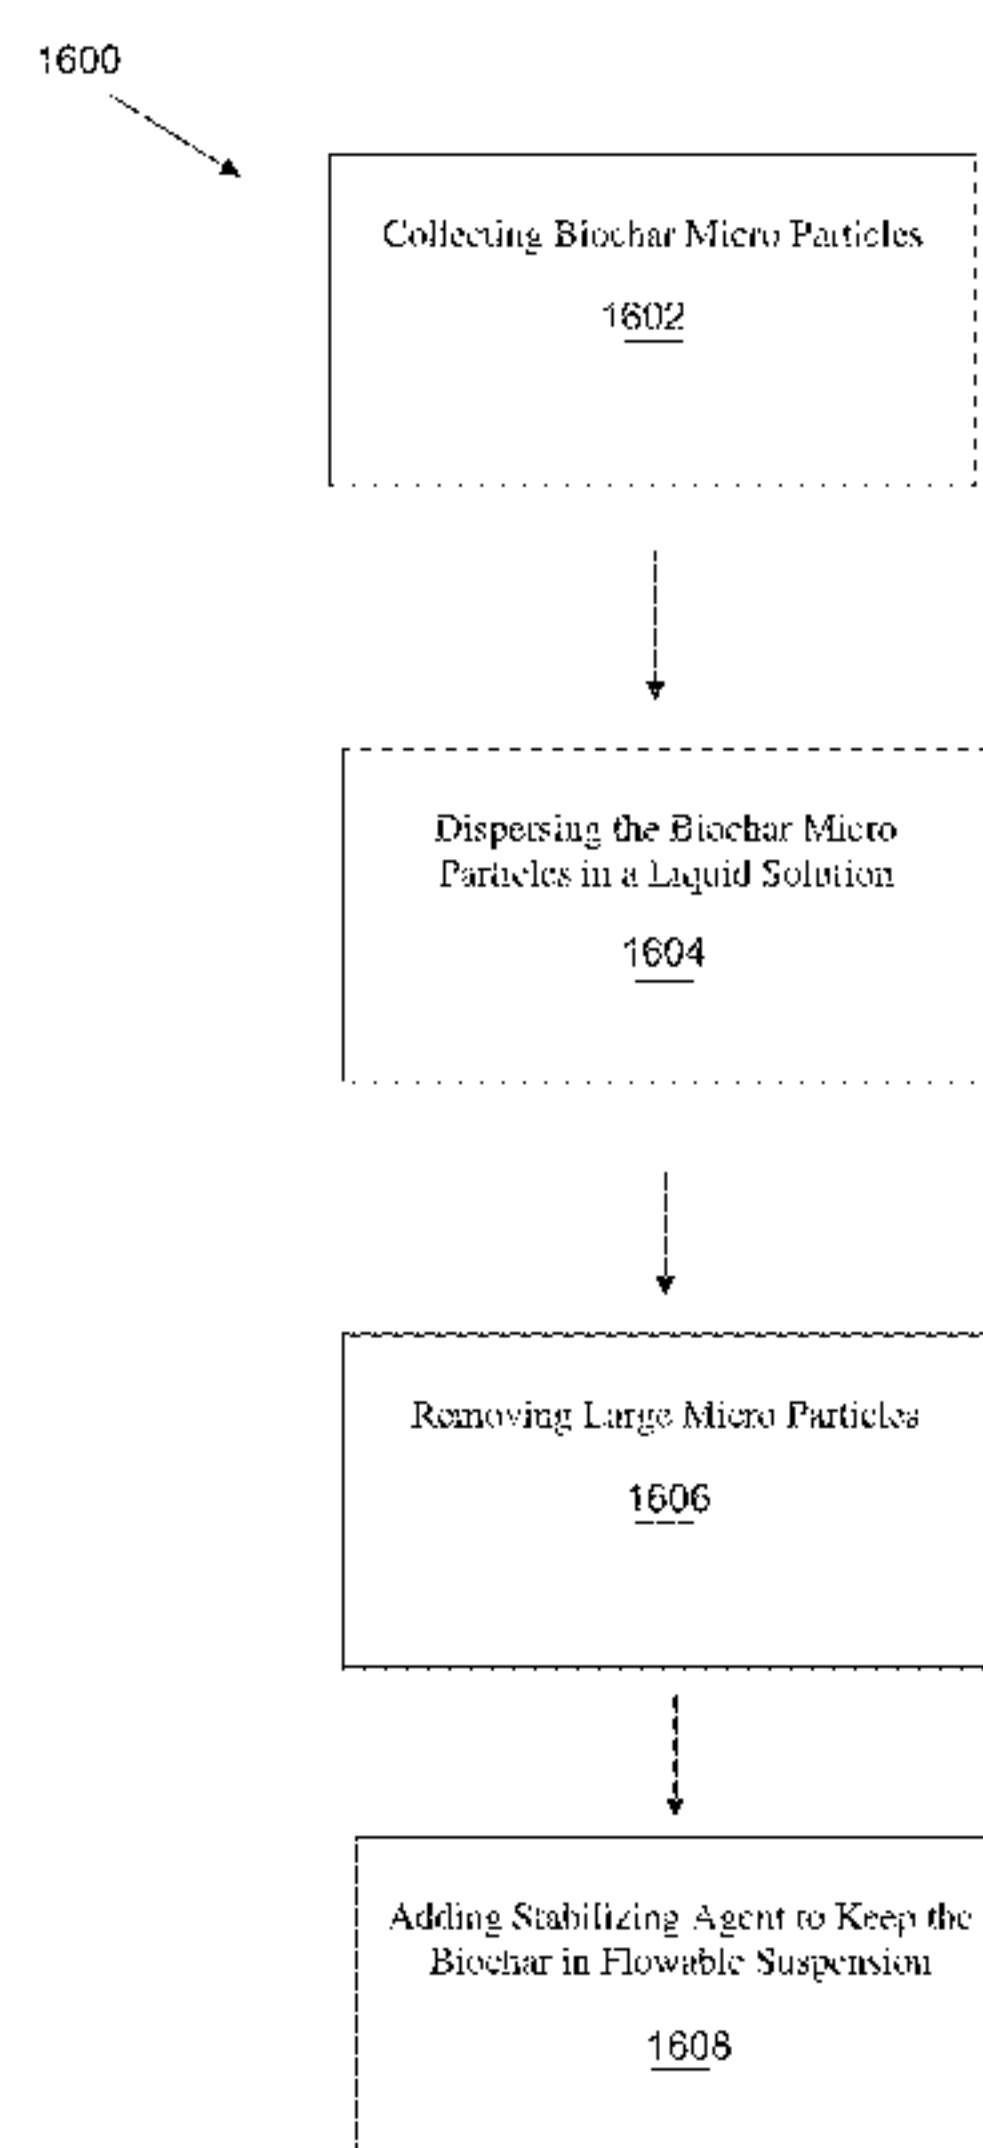 1600
Collecting Biochar Micro Particles
1602
Dispersing the Biochar Micro
Particles in a Liquid Solution
1604
Removing Large Micro Particles
1606
Adding Stabilizing Agent to Keep the
Biochar in Flowable Suspension
1608